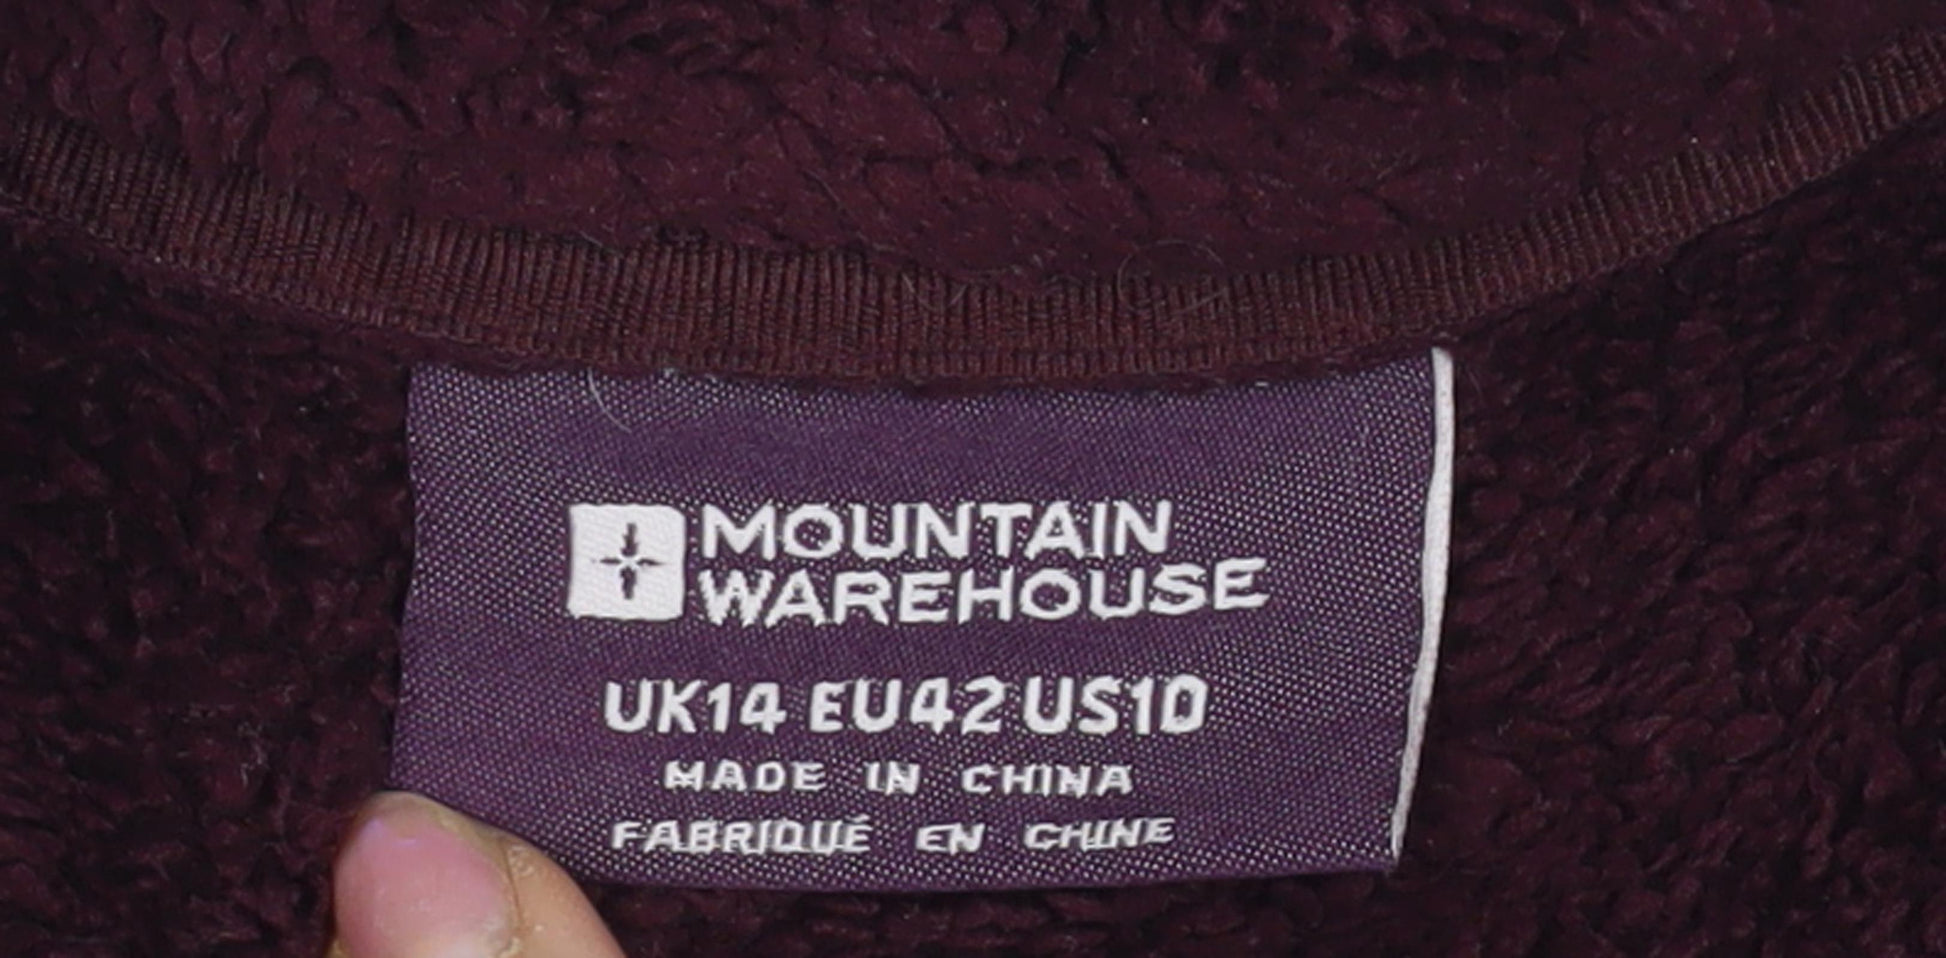 MOUNTAIN
WAREHOUSE
UK14 EU42 US10
MADE IN CHINA
FABRIQUÉ EN CHINE